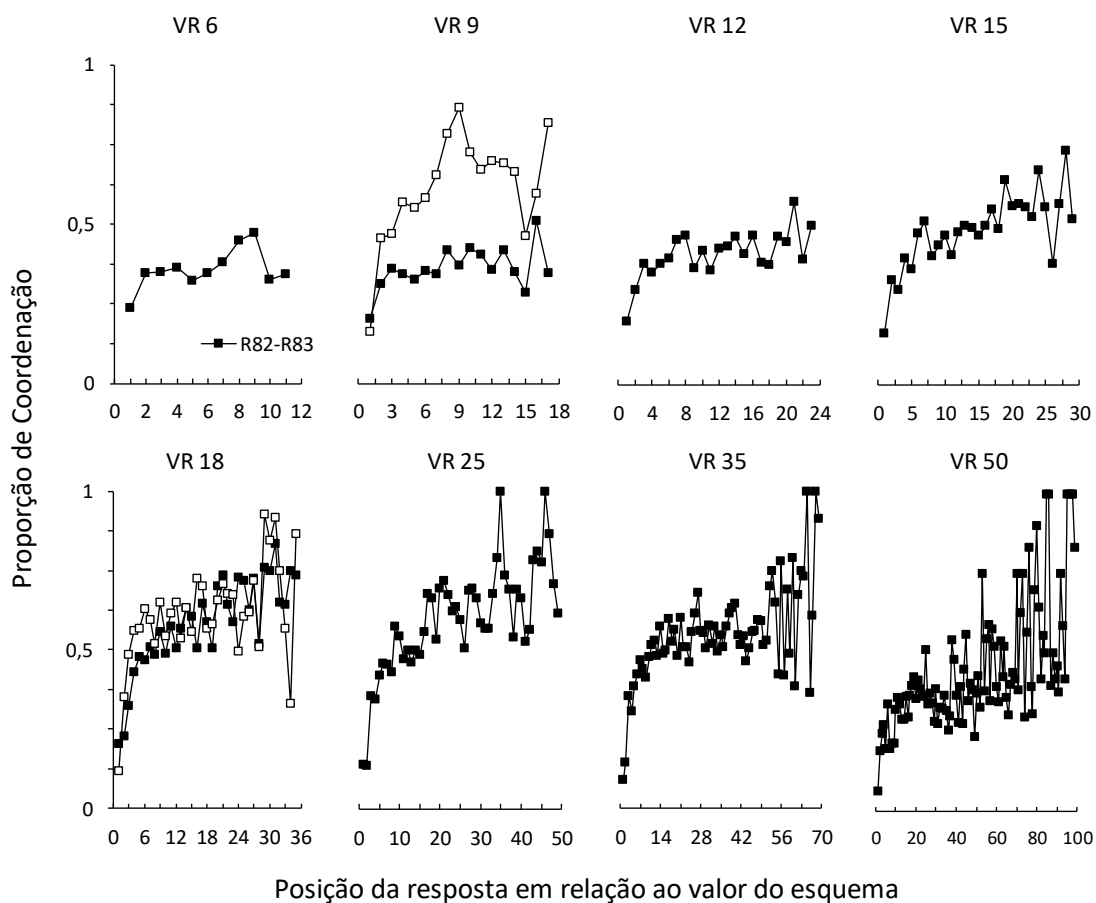 VR 6 VR 9 VR 12 VR 15
1
0,5
0
R82-R83
0 2 4 6 8 10 12 0 3 6 9 12 15 18 0 4 8 12 16 20 24 0 5 10 15 20 25 30
VR 18 VR 25 VR 35 VR 50
1
0,5
0
0 6 12 18 24 30 36 0 10 20 30 40 50 0 14 28 42 56 70 0 20 40 60 80 100
Proporção de Coordenação
Posição da resposta em relação ao valor do esquema